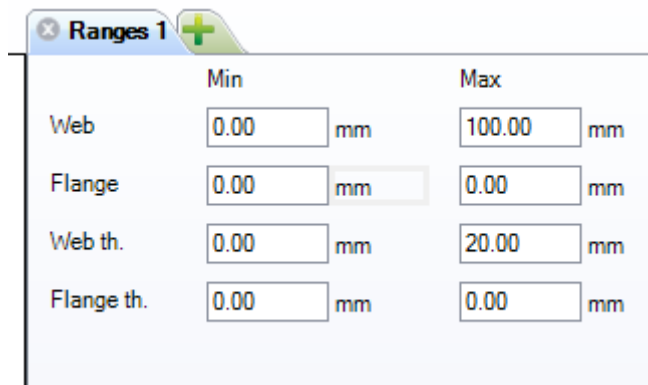 Ranges 1
Min Max
Web 0.00 mm 100.00 mm
Flange 0.00 mm 0.00 mm
Web th. 0.00 mm 20.00 mm
Flange th. 0.00 mm 0.00 mm